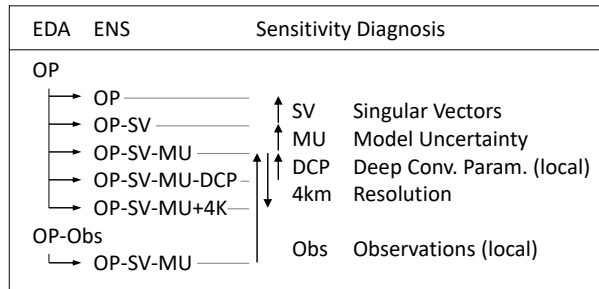 EDA ENS Sensitivity Diagnosis
OP
OP
OP-SV
SV Singular Vectors
OP-SV-MU
MU Model Uncertainty
OP-SV-MU-DCP
DCP Deep Conv. Param. (local)
OP-SV-MU+4K
4km Resolution
OP-Obs
Obs Observations (local)
OP-SV-MU